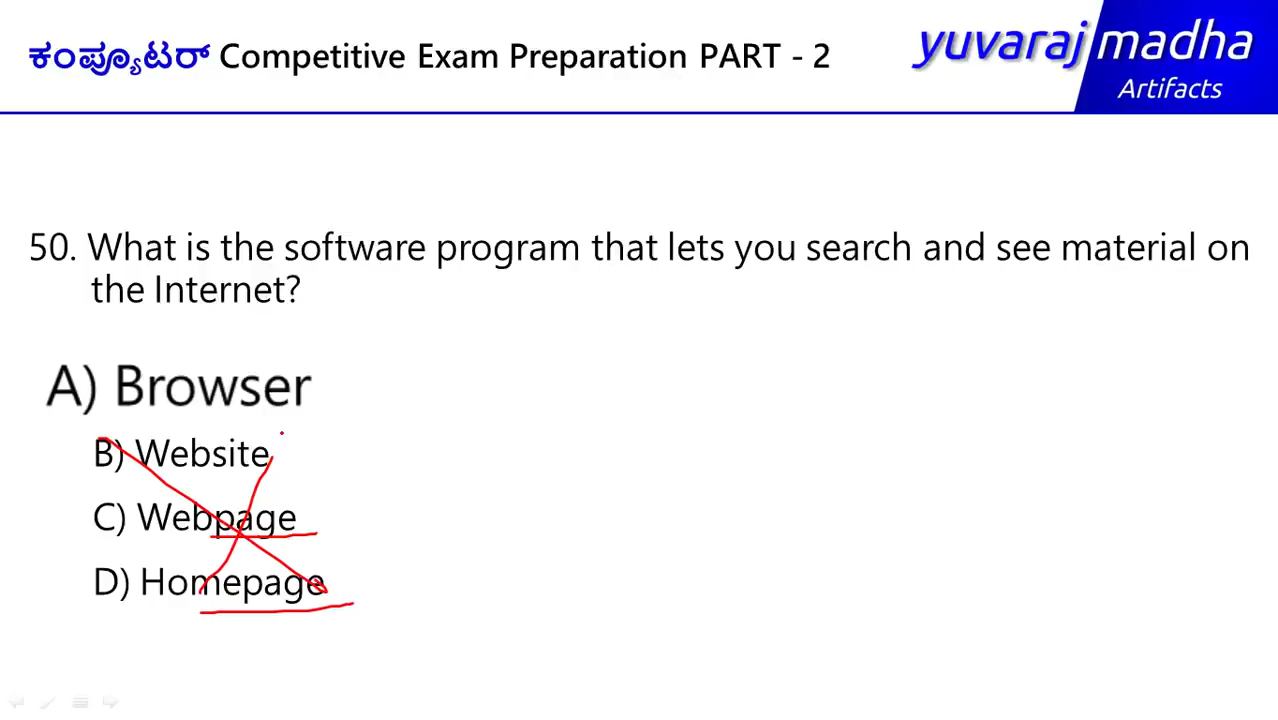 ಕಂಪ್ಯೂಟರ್ Competitive Exam Preparation PART - 2
yuvaraj madha
Artifacts
50. What is the software program that lets you search and see material on
the Internet?
A) Browser
B) Website
C) Webpage
D) Homepage